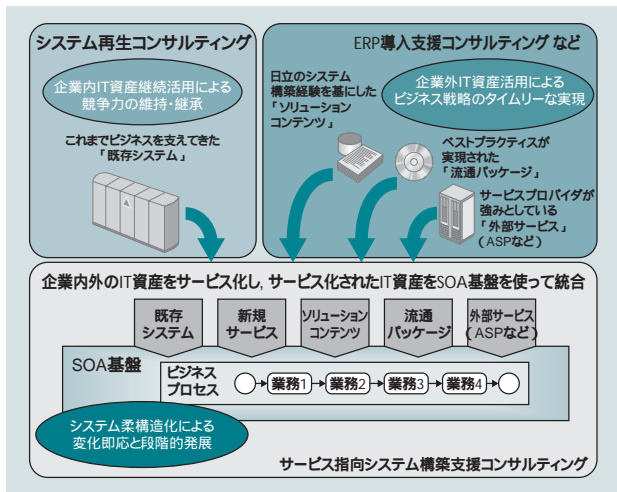 システム再生コンサルティング
企業内IT資産継続活用による
競争力の維持・継承
これまでビジネスを支えてきた
「既存システム」
ERP導入支援コンサルティング など
日立のシステム
構築経験を基にした
「ソリューション
コンテンツ」
企業外IT資産活用による
ビジネス戦略のタイムリーな実現
ベストプラクティスが
実現された
「流通パッケージ」
サービスプロバイダが
強みとしている
「外部サービス」
(ASPなど)
企業内外のIT資産をサービス化し, サービス化されたIT資産をSOA基盤を使って統合
既存
システム
新規
サービス
ソリューション
コンテンツ
流通
パッケージ
外部サービス
(ASPなど)
SOA基盤
ビジネス
プロセス
業務1
業務2
業務3
業務4
システム柔構造化による
変化即応と段階的発展
サービス指向システム構築支援コンサルティング